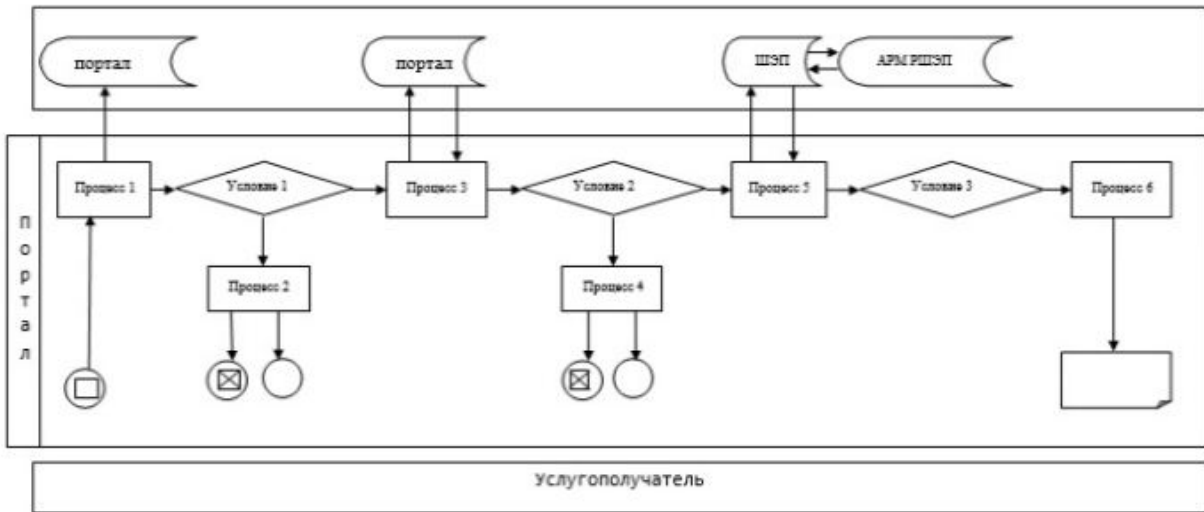 портал
портал
ШЭП
АРМ РШЭП
Процесс 1
Условие 1
Процесс 3
Условие 2
Процесс 5
Условие 3
Процесс 6
Процесс 2
Процесс 4
Портал
Услугополучатель